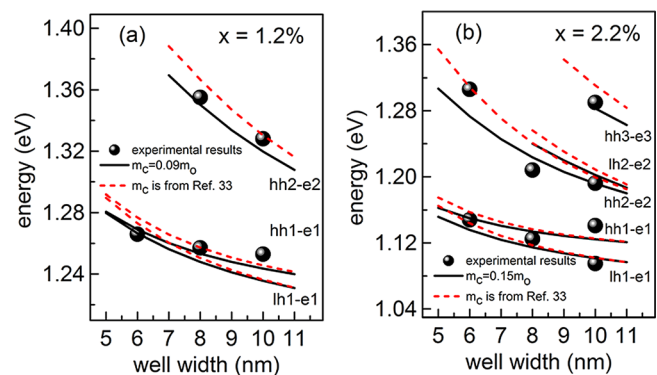 (a)
x = 1.2%
energy (eV)
1.40
1.36
1.32
1.28
1.24
experimental results
mc=0.09mo
mc is from Ref. 33
hh2-e2
hh1-e1
lh1-e1
5 6 7 8 9 10 11
well width (nm)
(b)
x = 2.2%
energy (eV)
1.36
1.28
1.20
1.12
1.04
hh3-e3
lh2-e2
hh2-e2
hh1-e1
lh1-e1
experimental results
mc=0.15mo
mc is from Ref. 33
5 6 7 8 9 10 11
well width (nm)